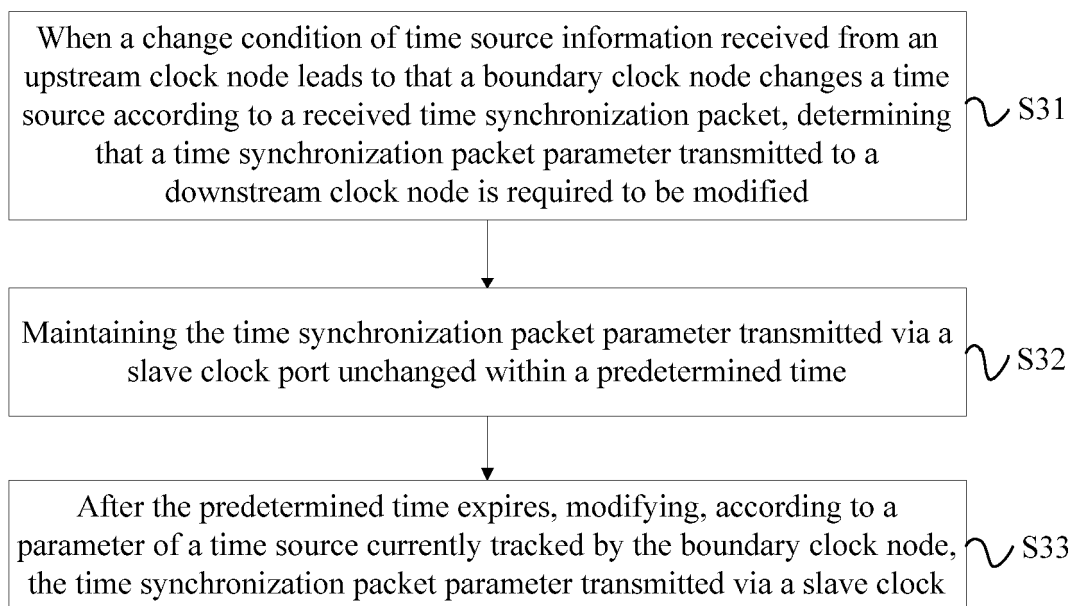 When a change condition of time source information received from an
upstream clock node leads to that a boundary clock node changes a time
source according to a received time synchronization packet, determining
that a time synchronization packet parameter transmitted to a
downstream clock node is required to be modified
S31
Maintaining the time synchronization packet parameter transmitted via a
slave clock port unchanged within a predetermined time
S32
After the predetermined time expires, modifying, according to a
parameter of a time source currently tracked by the boundary clock node,
the time synchronization packet parameter transmitted via a slave clock
S33